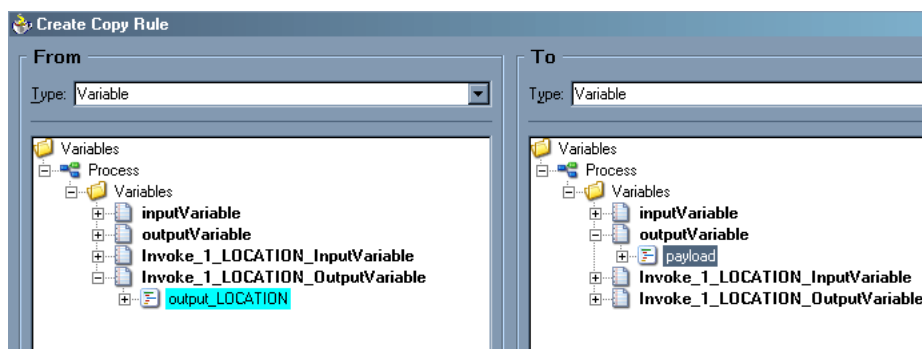 Create Copy Rule
From
Type: Variable
Variables
Process
Variables
inputVariable
outputVariable
Invoke_1_LOCATION_InputVariable
Invoke_1_LOCATION_OutputVariable
output_LOCATION
To
Type: Variable
Variables
Process
Variables
inputVariable
outputVariable
payload
Invoke_1_LOCATION_InputVariable
Invoke_1_LOCATION_OutputVariable